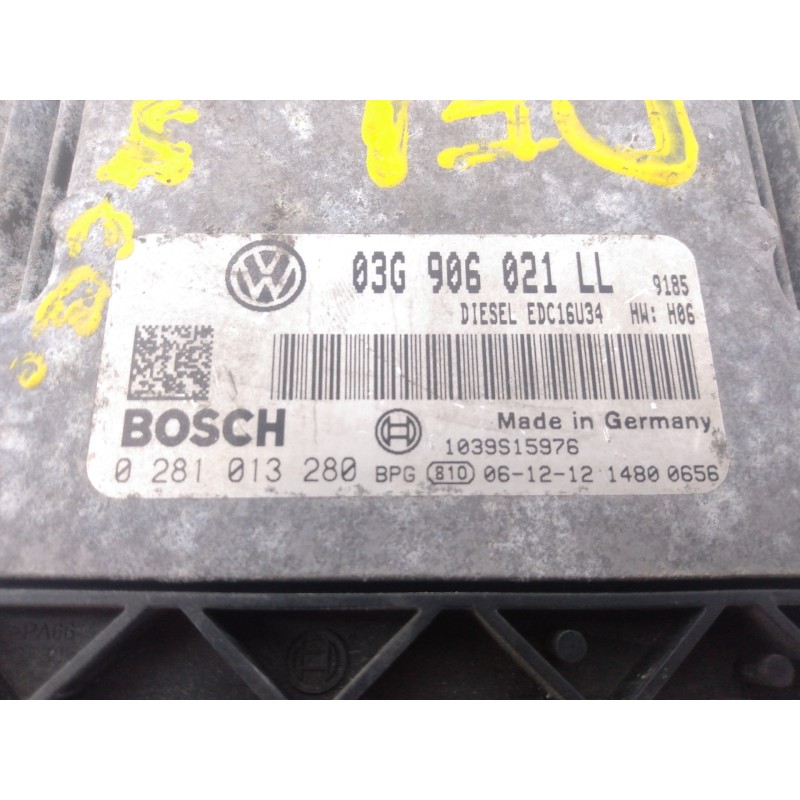 03G 906 021 LL 9185
DIESEL EDC16U34 HW: H06
BOSCH
Made in Germany
1039S15976
0 281 013 280 BPG 810 06-12-12 1480 0656
PA66